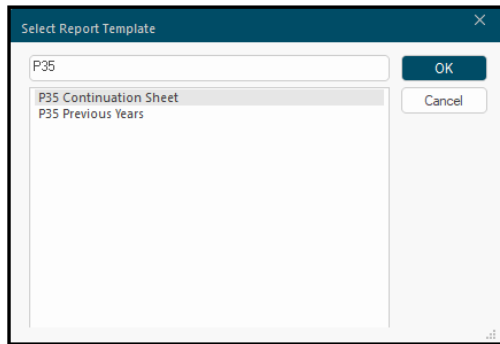 Select Report Template
P35
OK
P35 Continuation Sheet
Cancel
P35 Previous Years